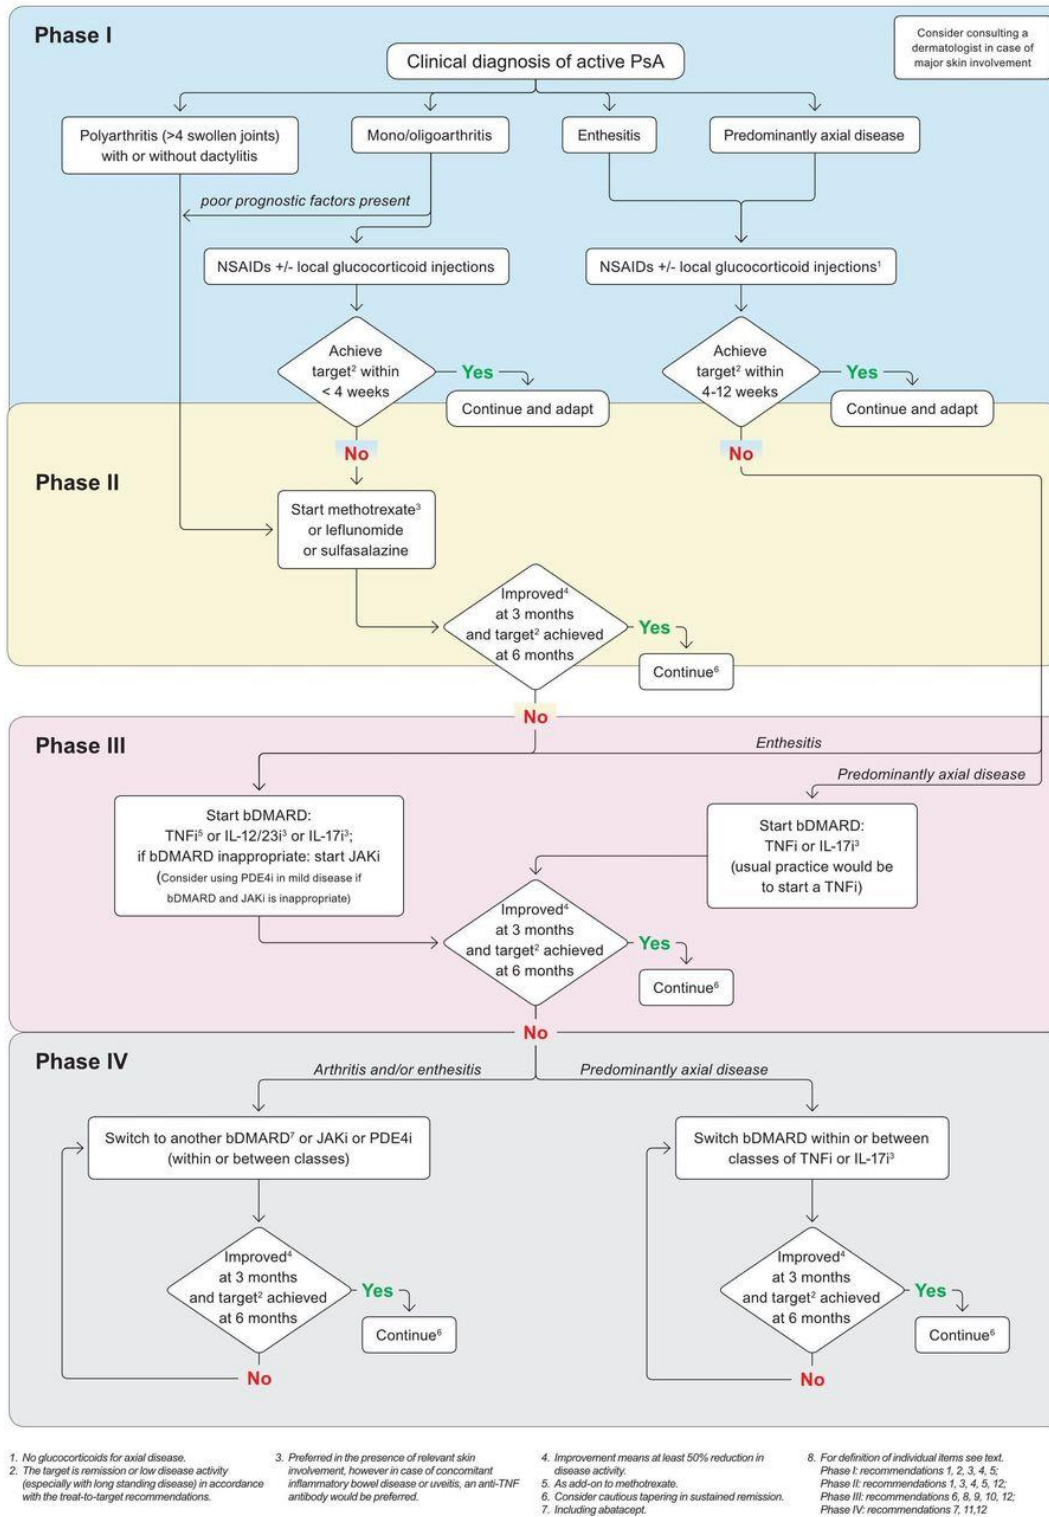 Phase I
Consider consulting a
dermatologist in case of
major skin involvement
Clinical diagnosis of active PsA
Polyarthritis (>4 swollen joints)
with or without dactylitis
Mono/oligoarthritis
Enthesitis
Predominantly axial disease
poor prognostic factors present
NSAIDs +/- local glucocorticoid injections
NSAIDs +/- local glucocorticoid injections¹
Achieve
target² within
< 4 weeks
Yes
Continue and adapt
Achieve
target² within
4-12 weeks
Yes
Continue and adapt
No
No
Phase II
Start methotrexate³
or leflunomide
or sulfasalazine
Improved⁴
at 3 months
and target² achieved
at 6 months
Yes
Continue⁶
No
Phase III
Enthesitis
Predominantly axial disease
Start bDMARD:
TNFi⁵ or IL-12/23i³ or IL-17i³;
if bDMARD inappropriate: start JAKi
(Consider using PDE4i in mild disease if
bDMARD and JAKi is inappropriate)
Start bDMARD:
TNFi or IL-17i³
(usual practice would be
to start a TNFi)
Improved⁴
at 3 months
and target² achieved
at 6 months
Yes
Continue⁶
No
Phase IV
Arthritis and/or enthesitis
Predominantly axial disease
Switch to another bDMARD⁷ or JAKi or PDE4i
(within or between classes)
Switch bDMARD within or between
classes of TNFi or IL-17i³
Improved⁴
at 3 months
and target² achieved
at 6 months
Yes
Continue⁶
No
Improved⁴
at 3 months
and target² achieved
at 6 months
Yes
Continue⁶
No
1. No glucocorticoids for axial disease.
2. The target is remission or low disease activity
(especially with long standing disease) in accordance
with the treat-to-target recommendations.
3. Preferred in the presence of relevant skin
involvement, however in case of concomitant
inflammatory bowel disease or uveitis, an anti-TNF
antibody would be preferred.
4. Improvement means at least 50% reduction in
disease activity.
5. As add-on to methotrexate.
6. Consider cautious tapering in sustained remission.
7. Including abatacept.
8. For definition of individual items see text.
Phase I: recommendations 1, 2, 3, 4, 5;
Phase II: recommendations 1, 3, 4, 5, 12;
Phase III: recommendations 6, 8, 9, 10, 12;
Phase IV: recommendations 7, 11,12